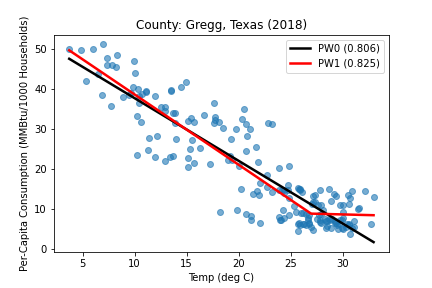 County: Gregg, Texas (2018)
PW0 (0.806)
PW1 (0.825)
Per-Capita Consumption (MMBtu/1000 Households)
50
40
30
20
10
0
5 10 15 20 25 30
Temp (deg C)